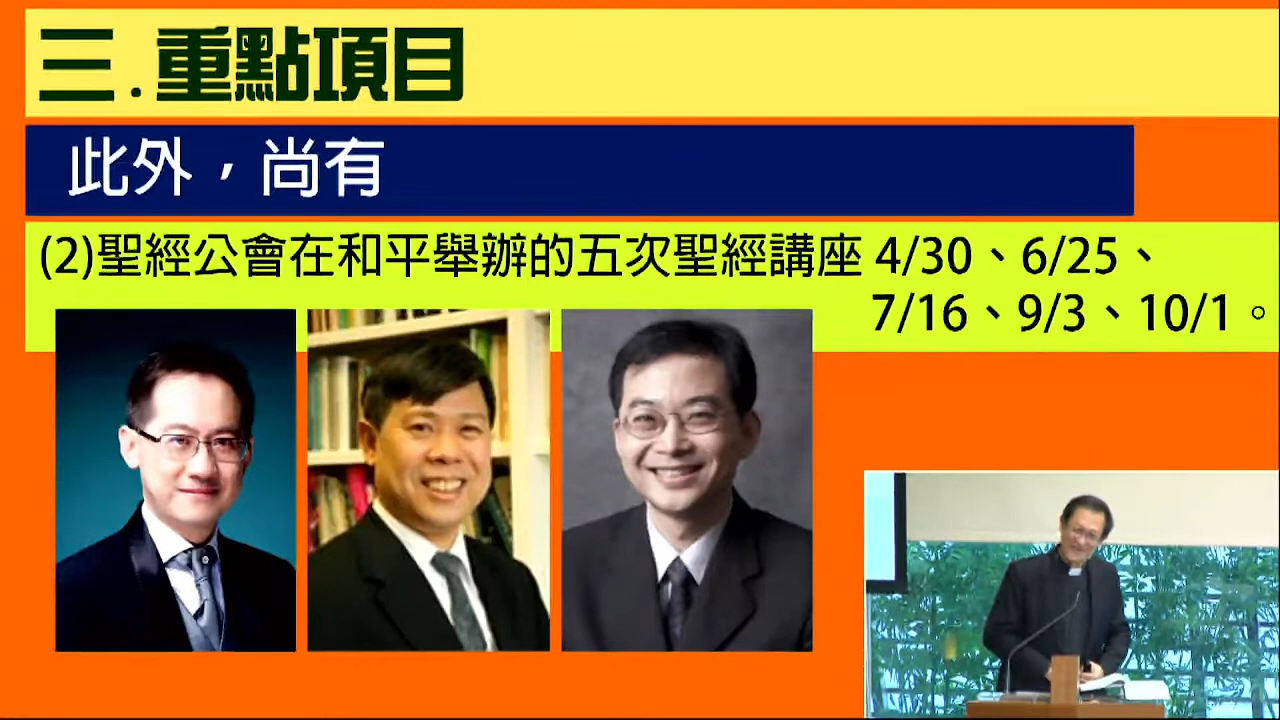 三.重點項目
此外，尚有
(2)聖經公會在和平舉辦的五次聖經講座 4/30、6/25、
7/16、9/3、10/1。